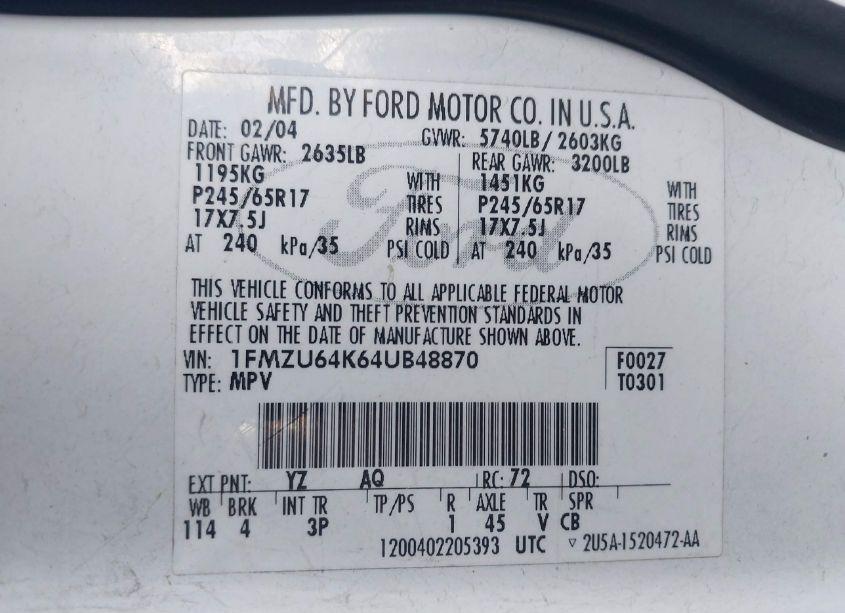 MFD. BY FORD MOTOR CO. IN U.S.A.
DATE: 02/04 GVWR: 5740LB/ 2603KG
FRONT GAWR: 2635LB REAR GAWR: 3200LB
1195KG WITH 1451KG WITH
P245/65R17 TIRES P245/65R17 TIRES
17X7.5J RIMS 17X7.5J RIMS
AT 240 kPa/35 PSI COLD AT 240 kPa/35 PSI COLD
Ford
THIS VEHICLE CONFORMS TO ALL APPLICABLE FEDERAL MOTOR
VEHICLE SAFETY AND THEFT PREVENTION STANDARDS IN
EFFECT ON THE DATE OF MANUFACTURE SHOWN ABOVE.
VIN: 1FMZU64K64UB48870 F0027
TYPE: MPV T0301
EXT PNT: YZ AQ RC: 72 DSO:
WB BRK INT TR TP/PS R AXLE TR SPR
114 4 3P 1 45 V CB
1200402205393 UTC ▽ 2U5A-1520472-AA